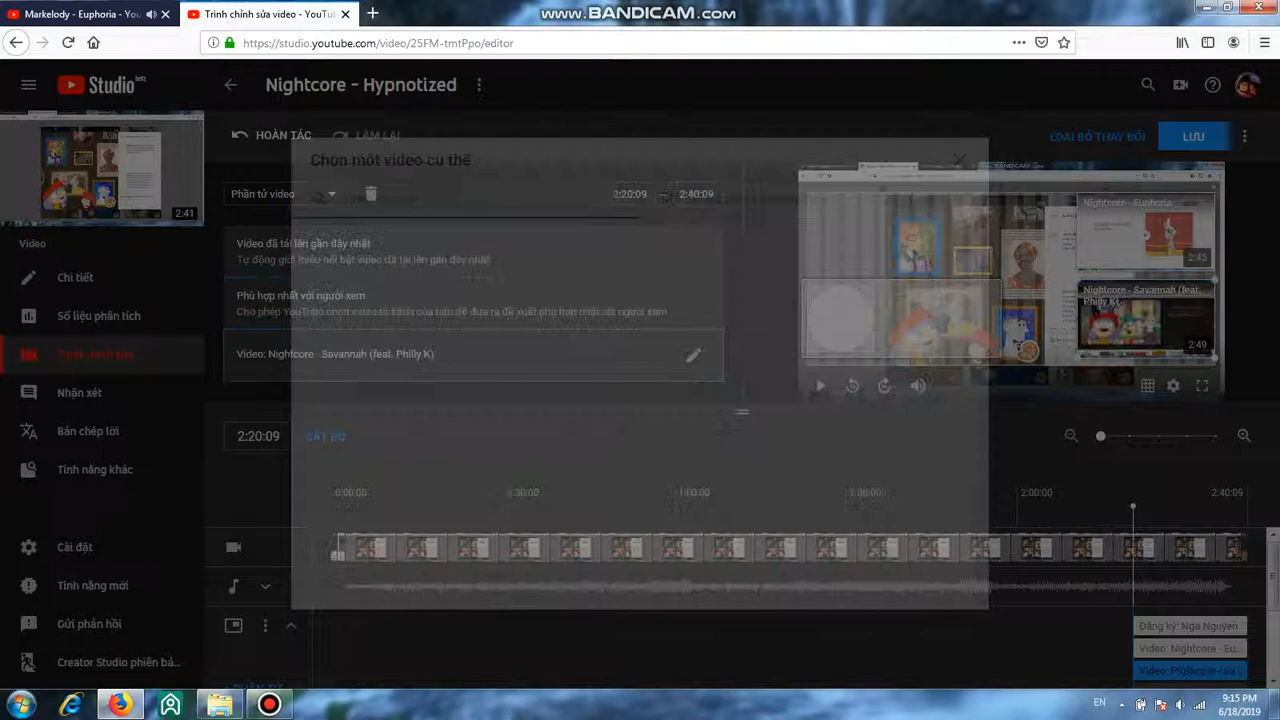 www.BANDICAM.com
Markelody - Euphoria - You
Trình chỉnh sửa video - YouTu
https://studio.youtube.com/video/25FM-tmtPpo/editor
Studio beta
Nightcore - Hypnotized
HOÀN TÁC
LÀM LẠI
LOẠI BỎ THAY ĐỔI
LƯU
Chọn một video cụ thể
Phần tử video
2:20:09 – 2:40:09
2:41
Video
Video đã tải lên gần đây nhất
Tự động giới thiệu nổi bật video đã tải lên gần đây nhất
Phù hợp nhất với người xem
Video: Nightcore - Savannah (feat. Philly K)
BANDICAM
Nightcore - Euphoria
2:45
Nightcore - Savannah (feat.
Philly K)
2:49
Chi tiết
Số liệu phân tích
Trình chỉnh sửa
Nhận xét
Bản chép lời
Tính năng khác
Cài đặt
Tính năng mới
Gửi phản hồi
Creator Studio phiên bả...
2:20:09
0:00:00
2:00:00
2:40:09
Đăng ký: Nga Nguyen
Video: Nightcore - Eu...
EN
9:15 PM
6/18/2019